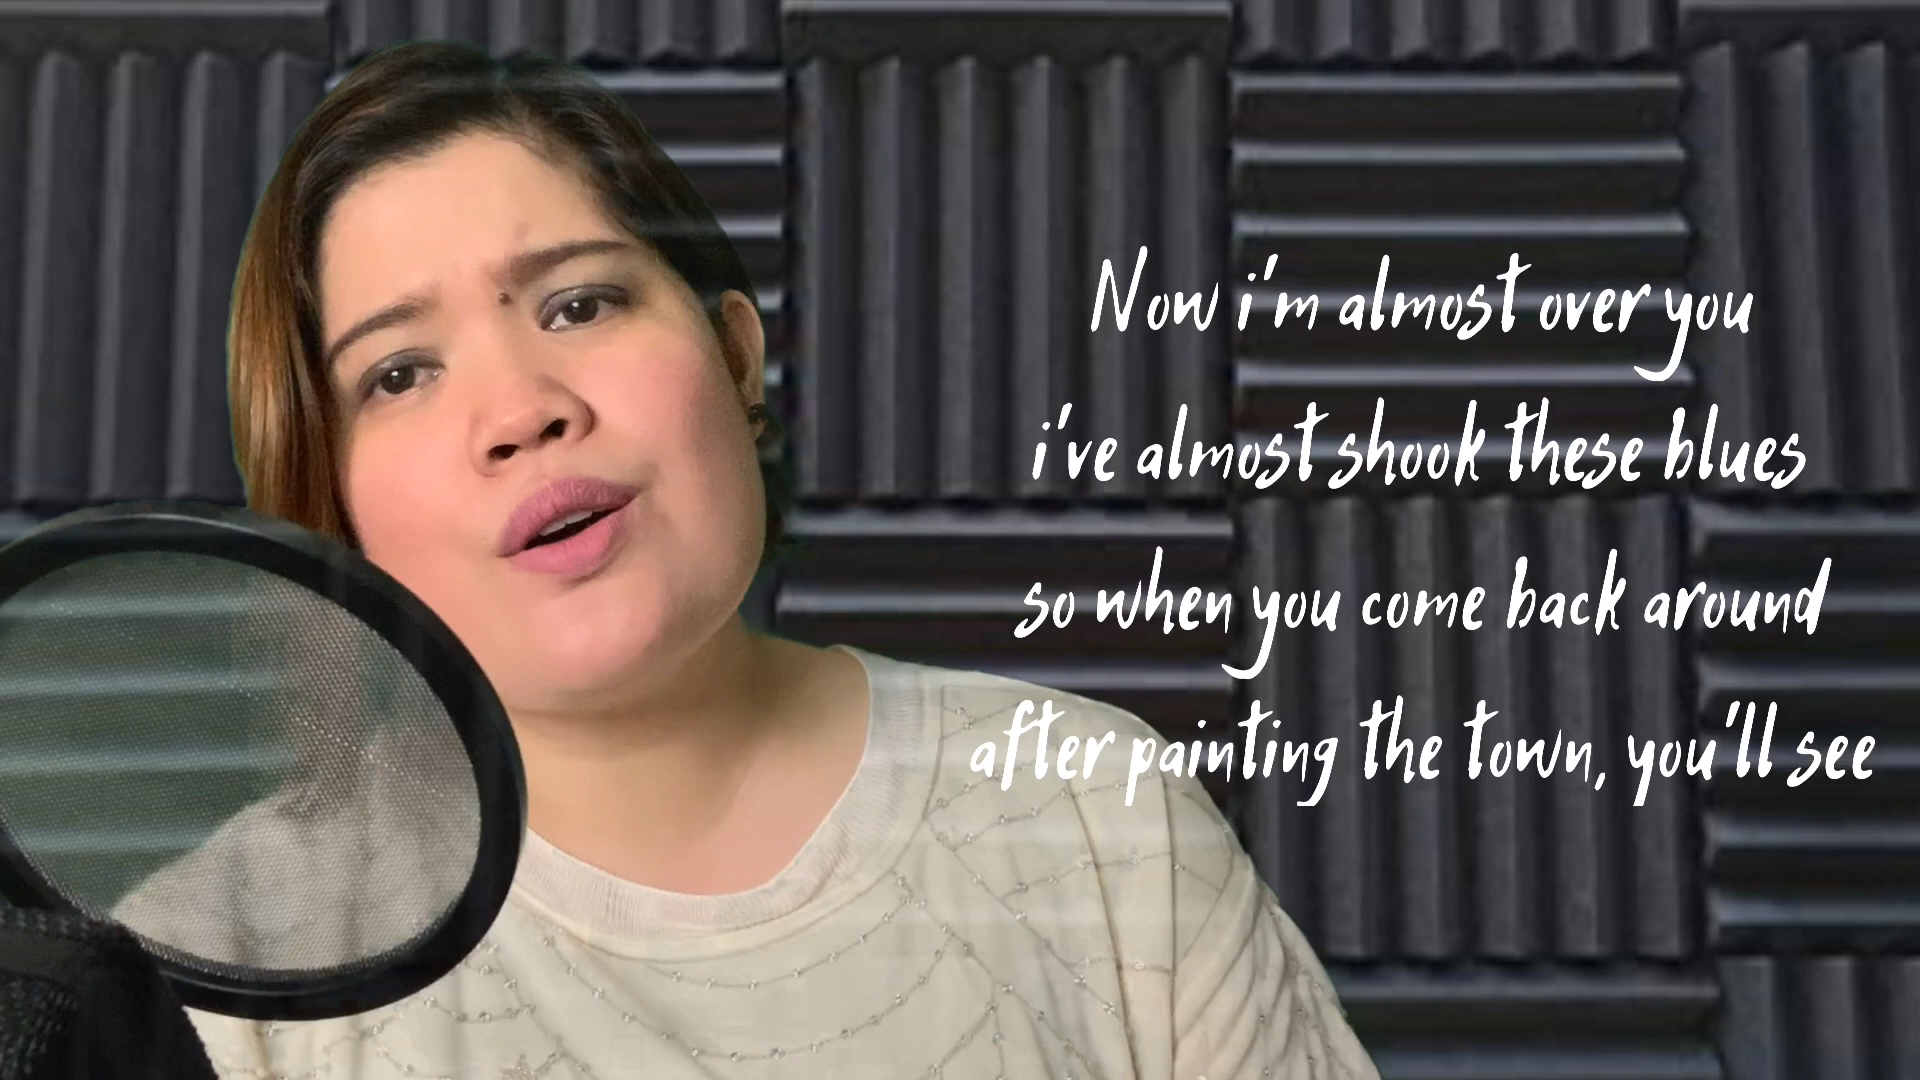 Now i'm almost over you
i've almost shook these blues
so when you come back around
after painting the town, you'll see